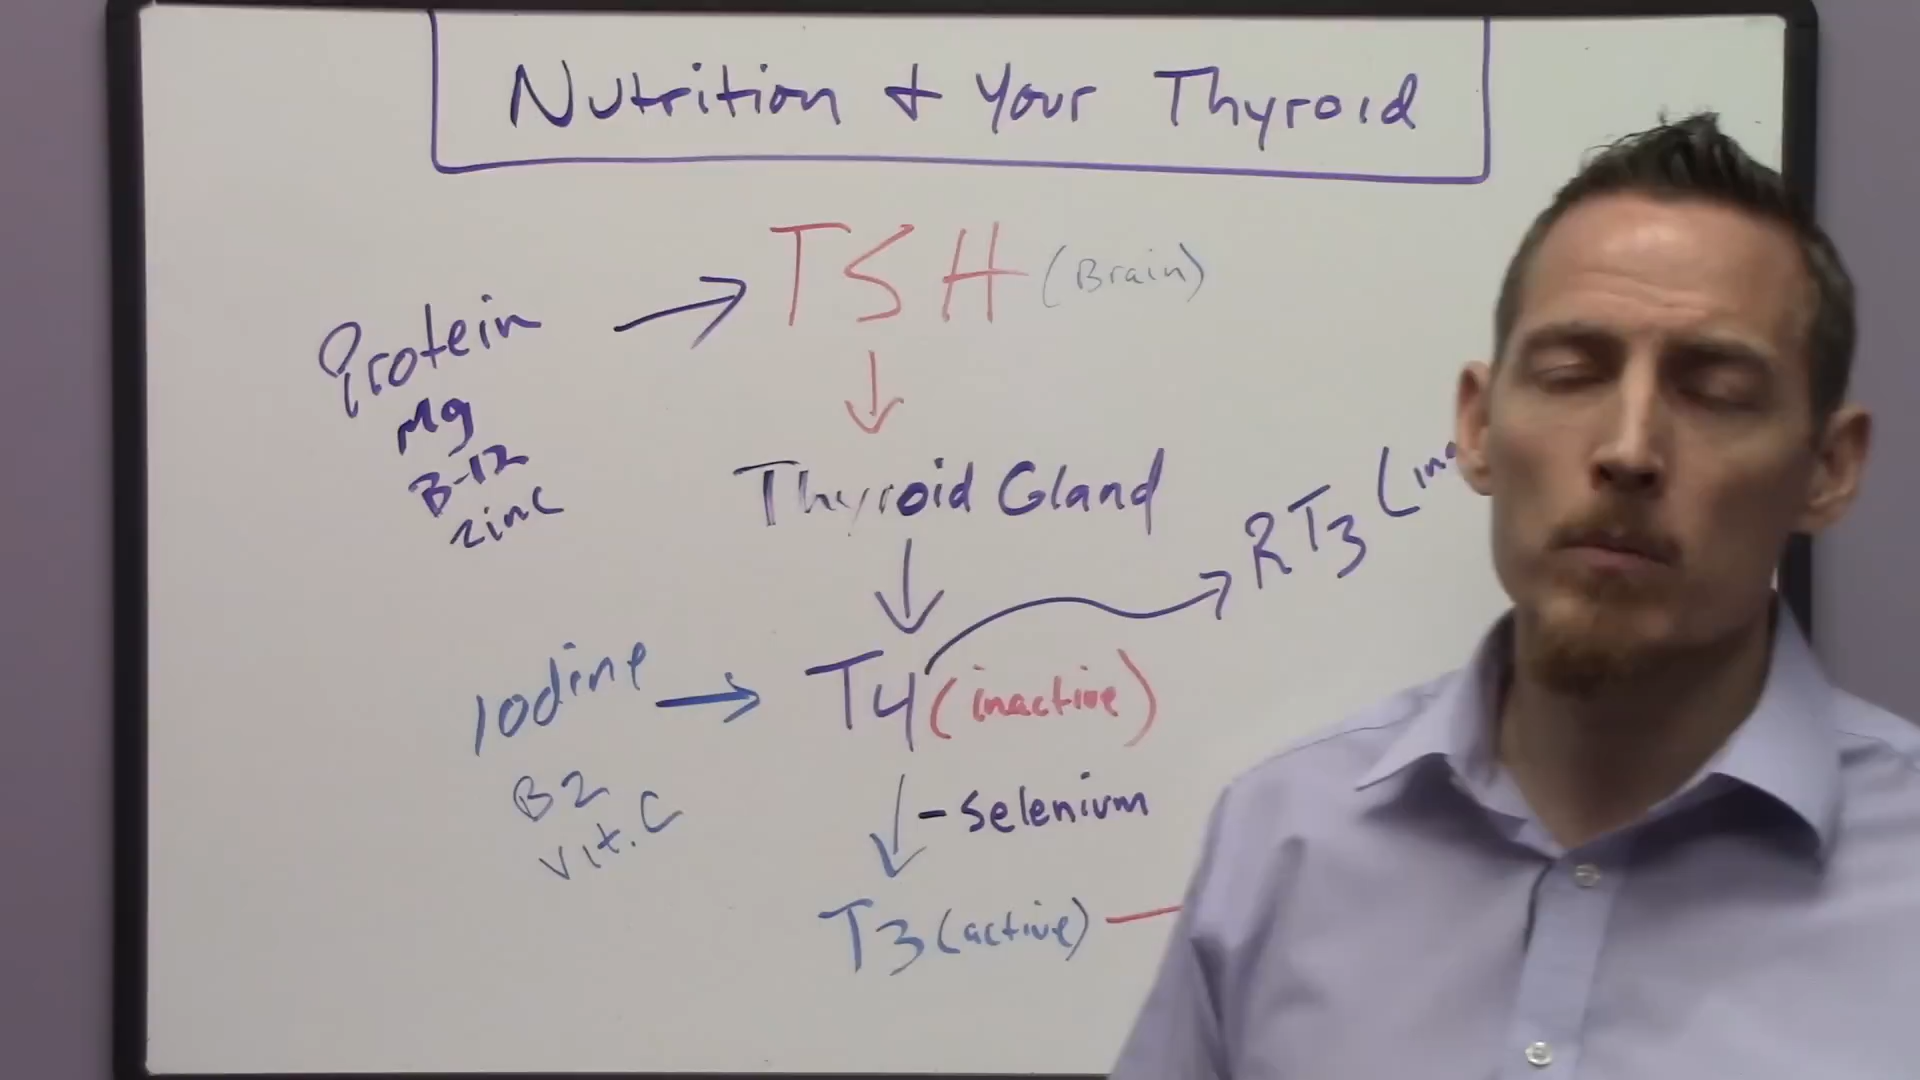 Nutrition + Your Thyroid
TSH (Brain)
Protein
Mg
B-12
zinc
Thyroid Gland
RT3 (ina
Iodine
B2
vit. C
T4 (inactive)
- selenium
T3 (active)